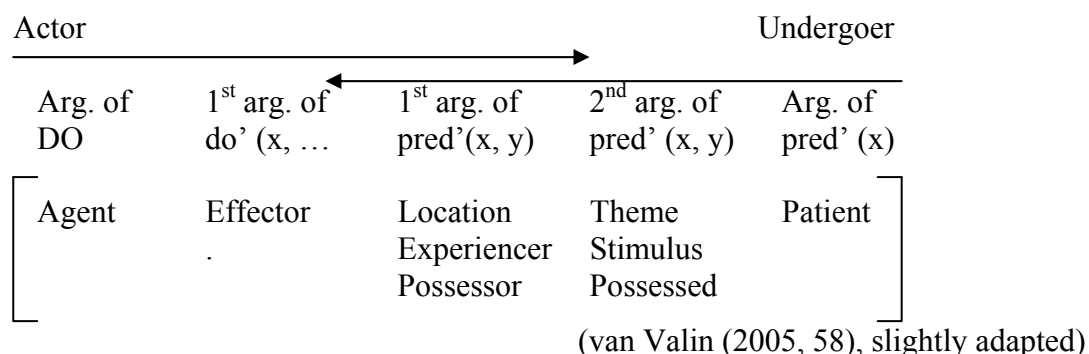 Actor Undergoer
Arg. of 1st arg. of 1st arg. of 2nd arg. of Arg. of
DO do’ (x, … pred’(x, y) pred’ (x, y) pred’ (x)
Agent Effector Location Theme Patient
. Experiencer Stimulus
Possessor Possessed
(van Valin (2005, 58), slightly adapted)